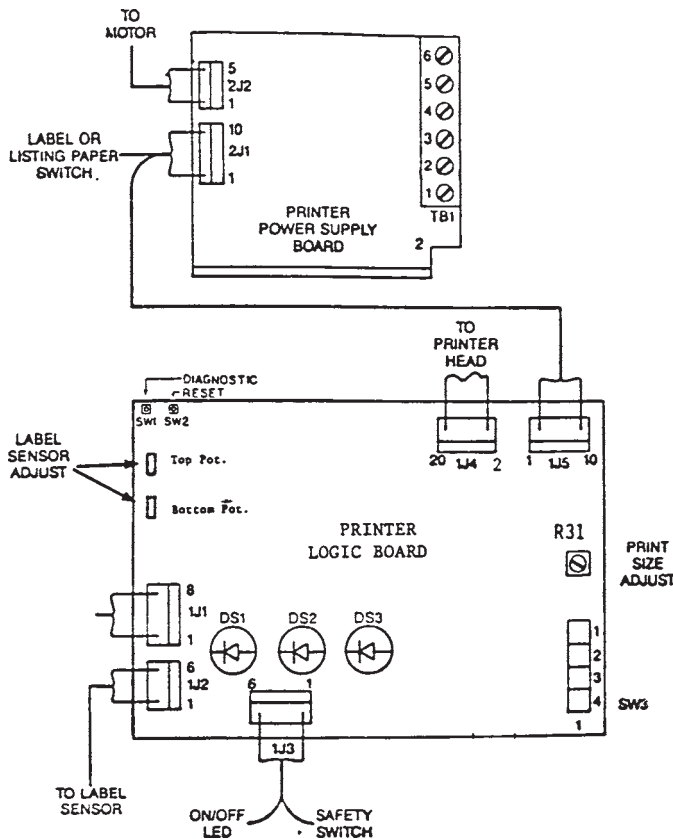 TO
MOTOR
5
2J2
1
10
2J1
1
LABEL OR
LISTING PAPER
SWITCH.
6
5
4
3
2
1
TB1
PRINTER
POWER SUPPLY
BOARD
2
TO
PRINTER
HEAD
DIAGNOSTIC
RESET
SW1 SW2
20 1J4 2
1 1J5 10
LABEL
SENSOR
ADJUST
Top Pot.
Bottom Pot.
PRINTER
LOGIC BOARD
R31
PRINT
SIZE
ADJUST
8
1J1
1
DS1 DS2 DS3
1
2
3
4
SW3
1
6
1J2
1
6 1
1J3
TO LABEL
SENSOR
ON/OFF
LED
SAFETY
SWITCH